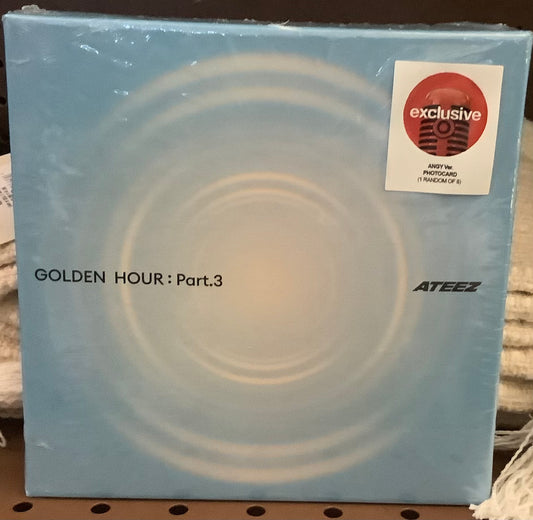 exclusive
ANGY Ver.
PHOTOCARD
(1 RANDOM OF 8)
GOLDEN HOUR : Part.3
ATEEZ